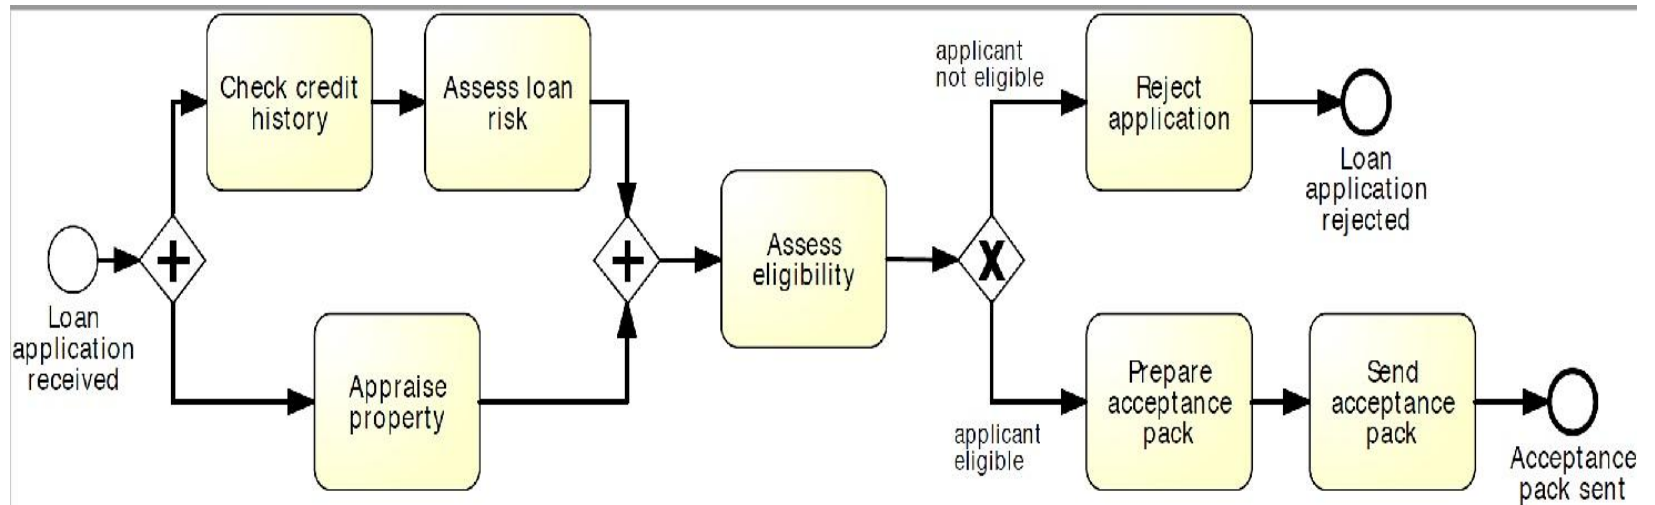 Check credit
history
Assess loan
risk
applicant
not eligible
Reject
application
Loan
application
rejected
Loan
application
received
Appraise
property
Assess
eligibility
X
applicant
eligible
Prepare
acceptance
pack
Send
acceptance
pack
Acceptance
pack sent